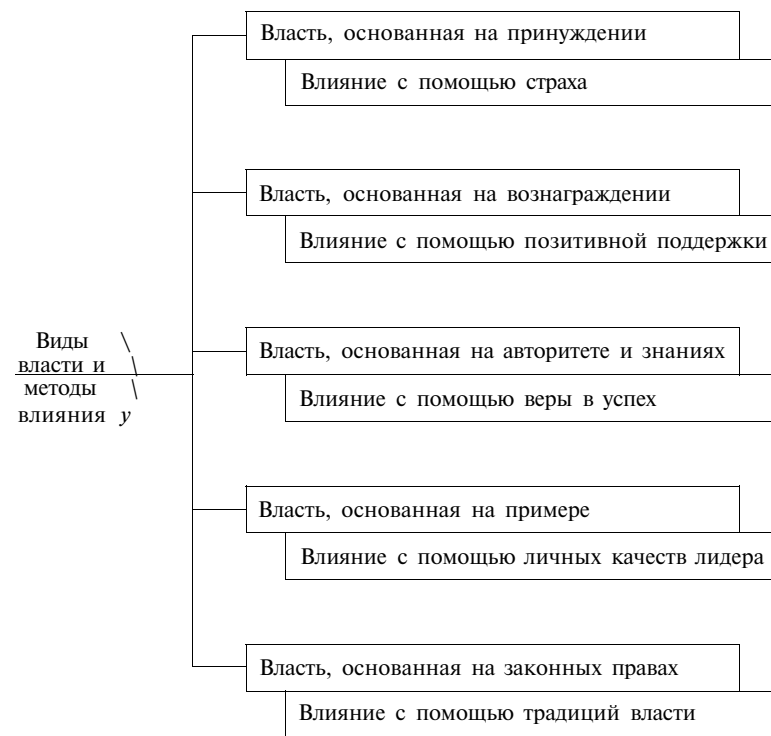 Власть, основанная на принуждении
Влияние с помощью страха
Власть, основанная на вознаграждении
Влияние с помощью позитивной поддержки
Виды \
власти и \
методы \
влияния y
Власть, основанная на авторитете и знаниях
Влияние с помощью веры в успех
Власть, основанная на примере
Влияние с помощью личных качеств лидера
Власть, основанная на законных правах
Влияние с помощью традиций власти